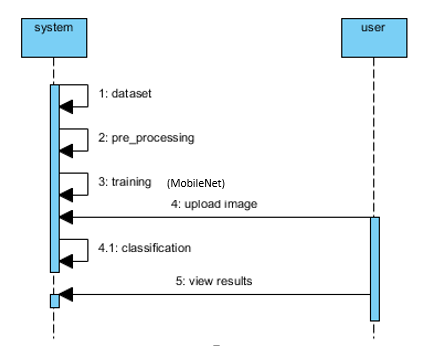 system
user
1: dataset
2: pre_processing
3: training (MobileNet)
4: upload image
4.1: classification
5: view results